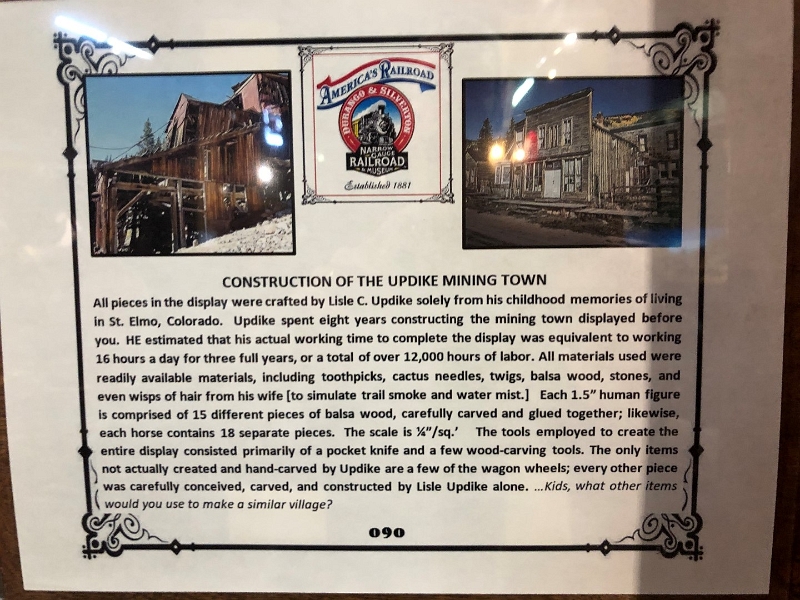 AMERICA'S RAILROAD
DURANGO & SILVERTON
NARROW
GAUGE
RAILROAD
& MUSEUM
Established 1881
CONSTRUCTION OF THE UPDIKE MINING TOWN
All pieces in the display were crafted by Lisle C. Updike solely from his childhood memories of living
in St. Elmo, Colorado. Updike spent eight years constructing the mining town displayed before
you. HE estimated that his actual working time to complete the display was equivalent to working
16 hours a day for three full years, or a total of over 12,000 hours of labor. All materials used were
readily available materials, including toothpicks, cactus needles, twigs, balsa wood, stones, and
even wisps of hair from his wife [to simulate trail smoke and water mist.] Each 1.5” human figure
is comprised of 15 different pieces of balsa wood, carefully carved and glued together; likewise,
each horse contains 18 separate pieces. The scale is ¼”/sq.’ The tools employed to create the
entire display consisted primarily of a pocket knife and a few wood-carving tools. The only items
not actually created and hand-carved by Updike are a few of the wagon wheels; every other piece
was carefully conceived, carved, and constructed by Lisle Updike alone. ...Kids, what other items
would you use to make a similar village?
090